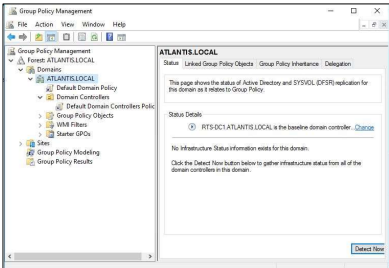 Group Policy Management
File Action View Window Help
Group Policy Management
Forest: ATLANTIS.LOCAL
Domains
ATLANTIS.LOCAL
Default Domain Policy
Domain Controllers
Default Domain Controllers Polic
Group Policy Objects
WMI Filters
Starter GPOs
Sites
Group Policy Modeling
Group Policy Results
ATLANTIS.LOCAL
Status Linked Group Policy Objects Group Policy Inheritance Delegation
This page shows the status of Active Directory and SYSVOL (DFSR) replication for
this domain as it relates to Group Policy.
Status Details
RTS-DC1.ATLANTIS.LOCAL is the baseline domain controller. Change
No Infrastructure Status information exists for this domain.
Click the Detect Now button below to gather infrastructure status from all of the
domain controllers in this domain.
Detect Now